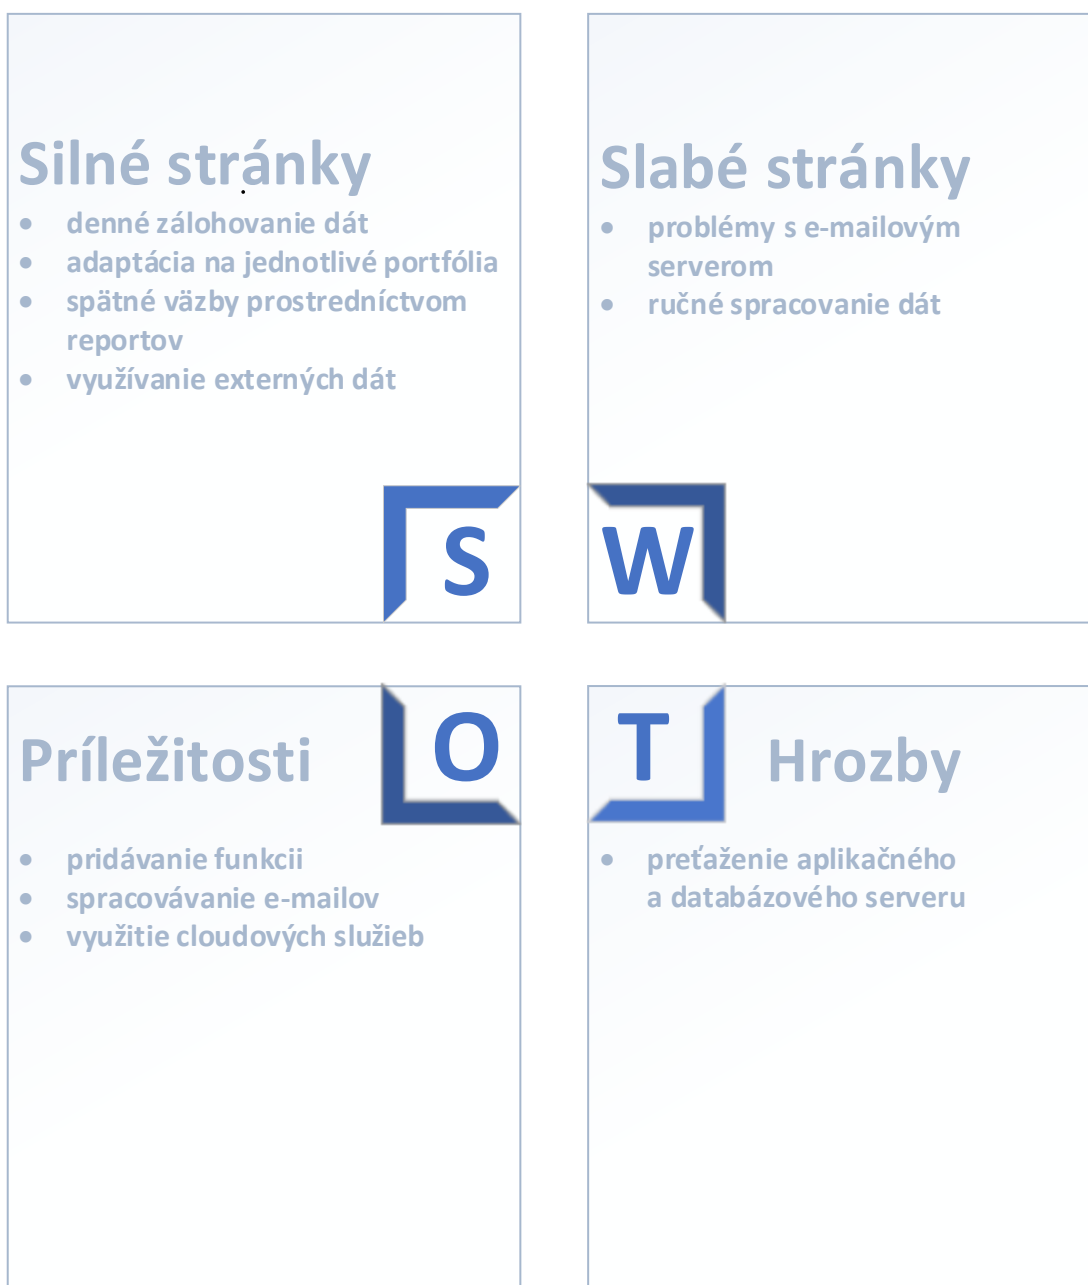 Silné stránky
• denné zálohovanie dát
• adaptácia na jednotlivé portfólia
• spätné väzby prostredníctvom
reportov
• využívanie externých dát
S
Slabé stránky
• problémy s e-mailovým
serverom
• ručné spracovanie dát
W
Príležitosti
O
• pridávanie funkcii
• spracovávanie e-mailov
• využitie cloudových služieb
T
Hrozby
• preťaženie aplikačného
a databázového serveru